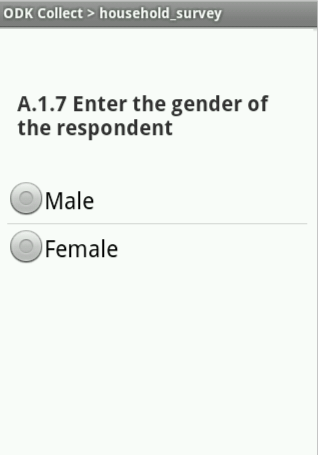 ODK Collect > household_survey
A.1.7 Enter the gender of
the respondent
Male
Female